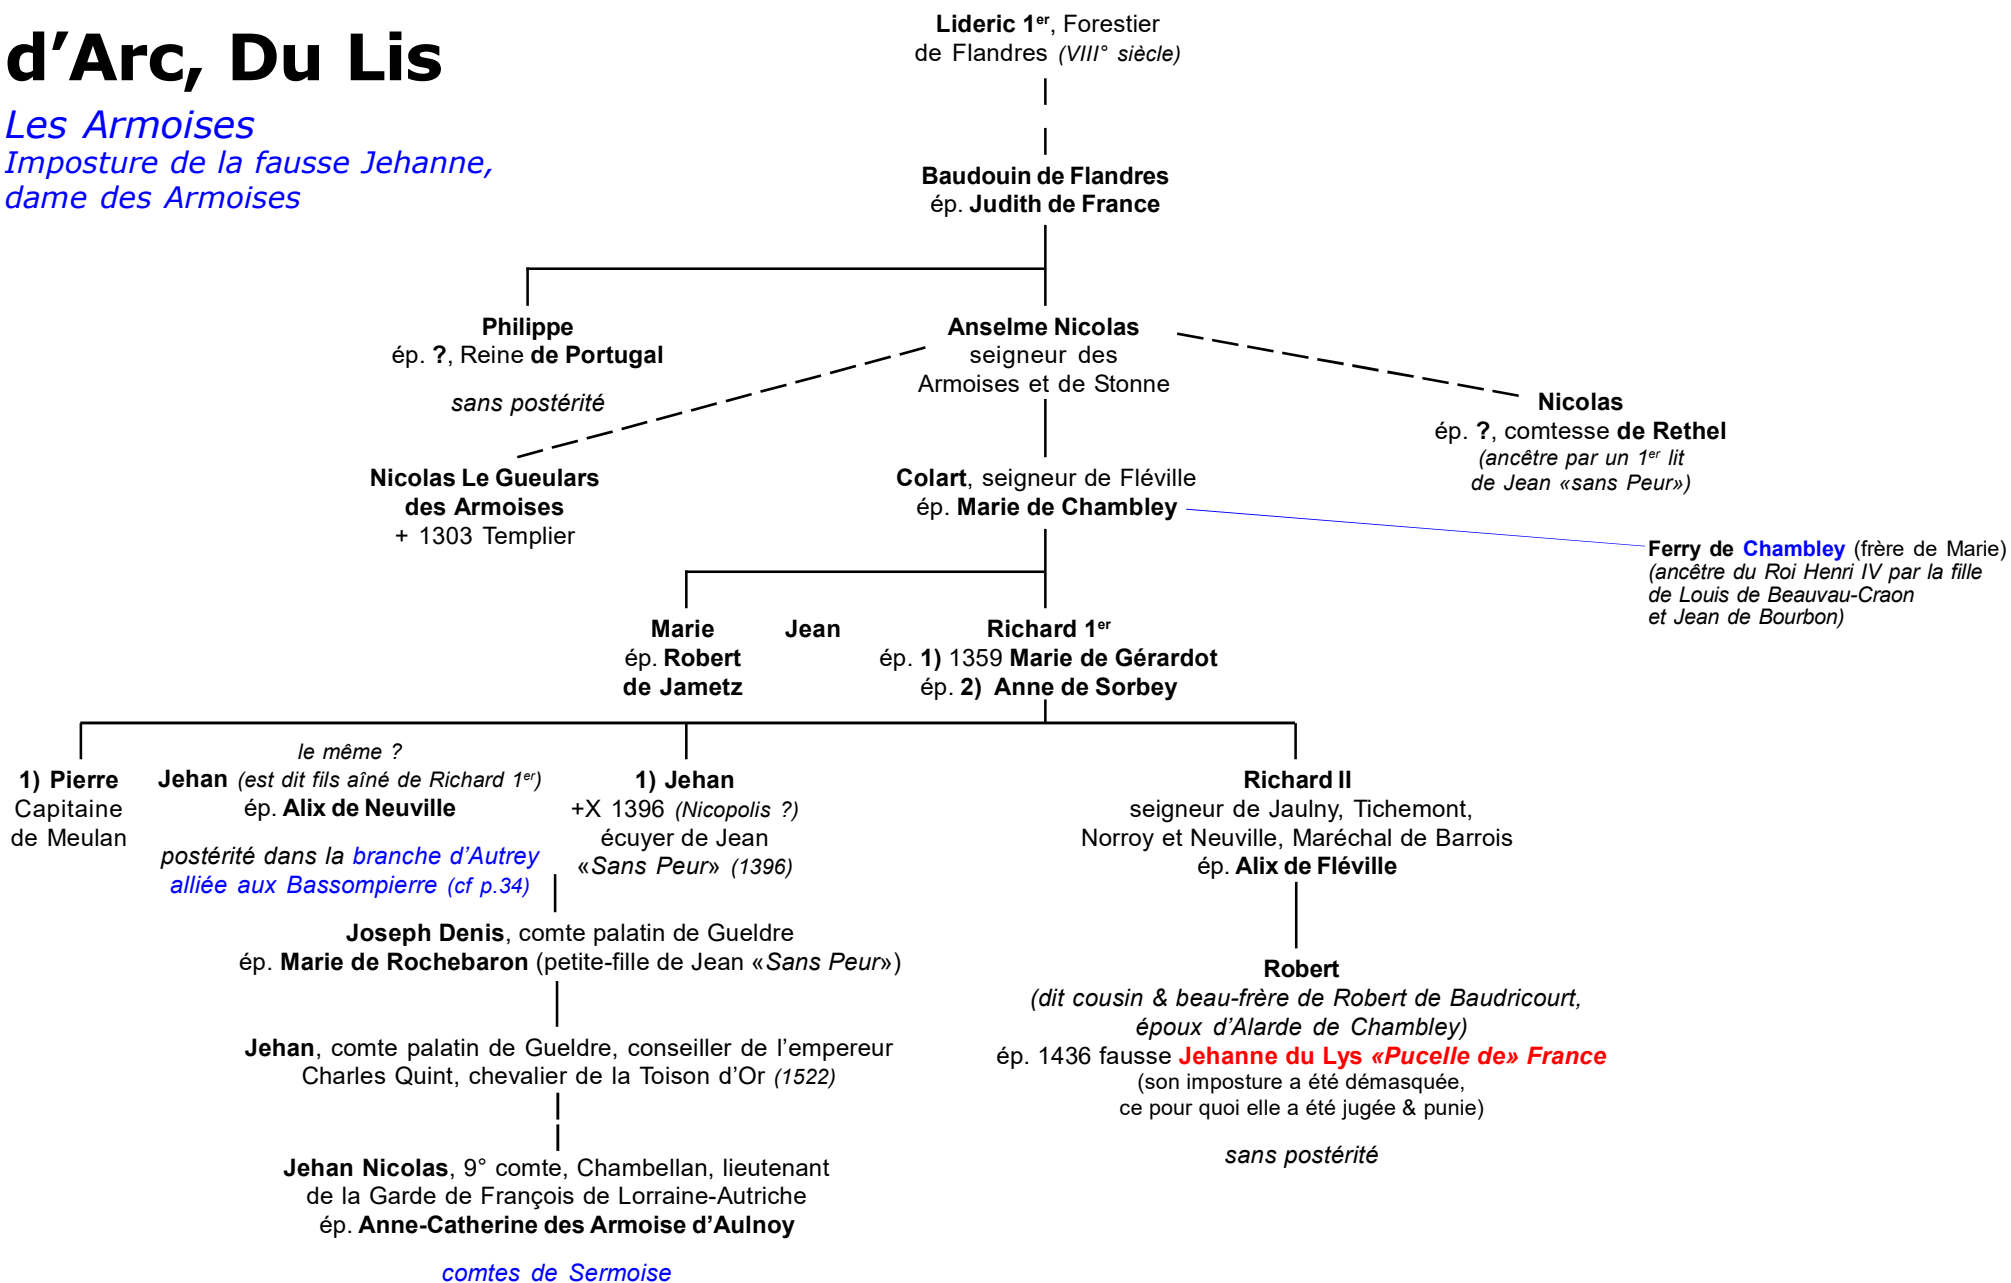 d’Arc, Du Lis
Les Armoises
Imposture de la fausse Jehanne,
dame des Armoises
Lideric 1er, Forestier
de Flandres (VIII° siècle)
Baudouin de Flandres
ép. Judith de France
Philippe
ép. ?, Reine de Portugal
sans postérité
Anselme Nicolas
seigneur des
Armoises et de Stonne
Nicolas
ép. ?, comtesse de Rethel
(ancêtre par un 1er lit
de Jean «sans Peur»)
Nicolas Le Gueulars
des Armoises
+ 1303 Templier
Colart, seigneur de Fléville
ép. Marie de Chambley
Ferry de Chambley (frère de Marie)
(ancêtre du Roi Henri IV par la fille
de Louis de Beauvau-Craon
et Jean de Bourbon)
Marie
ép. Robert
de Jametz
Jean
Richard 1er
ép. 1) 1359 Marie de Gérardot
ép. 2) Anne de Sorbey
1) Pierre
Capitaine
de Meulan
le même ?
Jehan (est dit fils aîné de Richard 1er)
ép. Alix de Neuville
postérité dans la branche d’Autrey
alliée aux Bassompierre (cf p.34)
1) Jehan
+X 1396 (Nicopolis ?)
écuyer de Jean
«Sans Peur» (1396)
Richard II
seigneur de Jaulny, Tichemont,
Norroy et Neuville, Maréchal de Barrois
ép. Alix de Fléville
Joseph Denis, comte palatin de Gueldre
ép. Marie de Rochebaron (petite-fille de Jean «Sans Peur»)
Robert
(dit cousin & beau-frère de Robert de Baudricourt,
époux d’Alarde de Chambley)
ép. 1436 fausse Jehanne du Lys «Pucelle de» France
(son imposture a été démasquée,
ce pour quoi elle a été jugée & punie)
sans postérité
Jehan, comte palatin de Gueldre, conseiller de l’empereur
Charles Quint, chevalier de la Toison d’Or (1522)
Jehan Nicolas, 9° comte, Chambellan, lieutenant
de la Garde de François de Lorraine-Autriche
ép. Anne-Catherine des Armoise d’Aulnoy
comtes de Sermoise